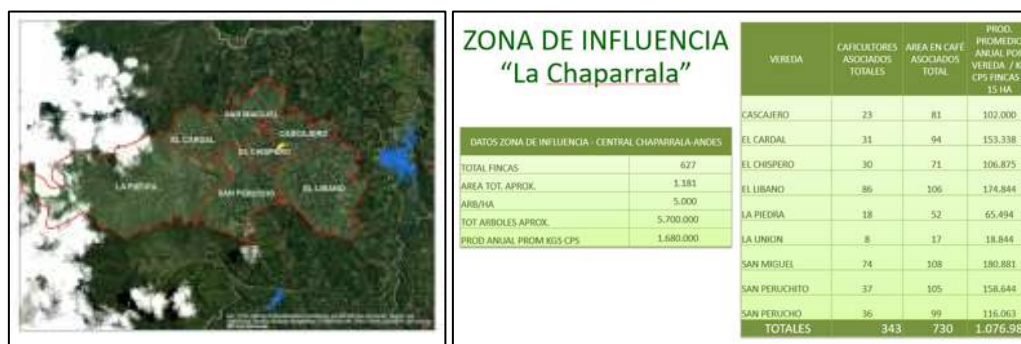 SAN MIGUEL
CASCAJERO
EL CARDAL
EL CHISPERO
LA PIEDRA
SAN PERUCHO
EL LIBANO
ZONA DE INFLUENCIA
“La Chaparrala”
DATOS ZONA DE INFLUENCIA - CENTRAL CHAPARRALA-ANDES
TOTAL FINCAS 627
AREA TOT. APROX. 1.181
ARB/HA 5.000
TOT ARBOLES APROX. 5.700.000
PROD ANUAL PROM KGS CPS 1.680.000
VEREDA
CAFICULTORES
ASOCIADOS
TOTALES
AREA EN CAFÉ
ASOCIADOS
TOTAL
PROD.
PROMEDIO
ANUAL POR
VEREDA / K
CPS FINCAS
15 HA
CASCAJERO 23 81 102.000
EL CARDAL 31 94 153.338
EL CHISPERO 30 71 106.875
EL LIBANO 86 106 174.844
LA PIEDRA 18 52 65.494
LA UNION 8 17 18.844
SAN MIGUEL 74 108 180.881
SAN PERUCHITO 37 105 158.644
SAN PERUCHO 36 99 116.063
TOTALES 343 730 1.076.98